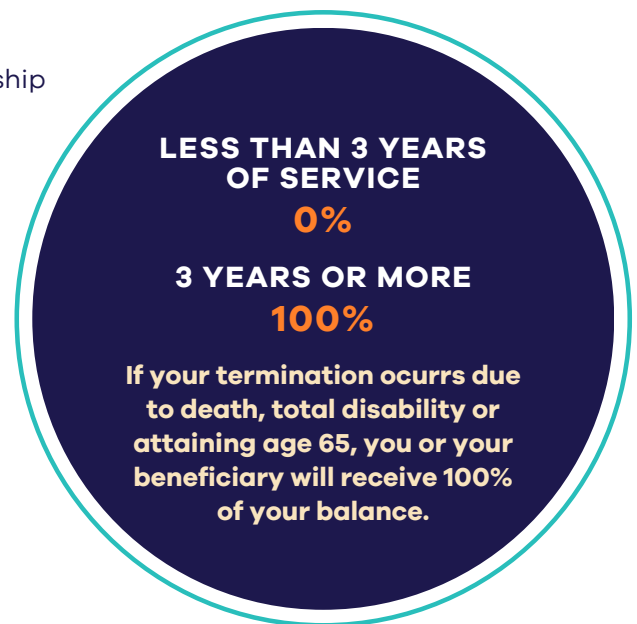 ship
LESS THAN 3 YEARS
OF SERVICE
0%
3 YEARS OR MORE
100%
If your termination ocurrs due
to death, total disability or
attaining age 65, you or your
beneficiary will receive 100%
of your balance.